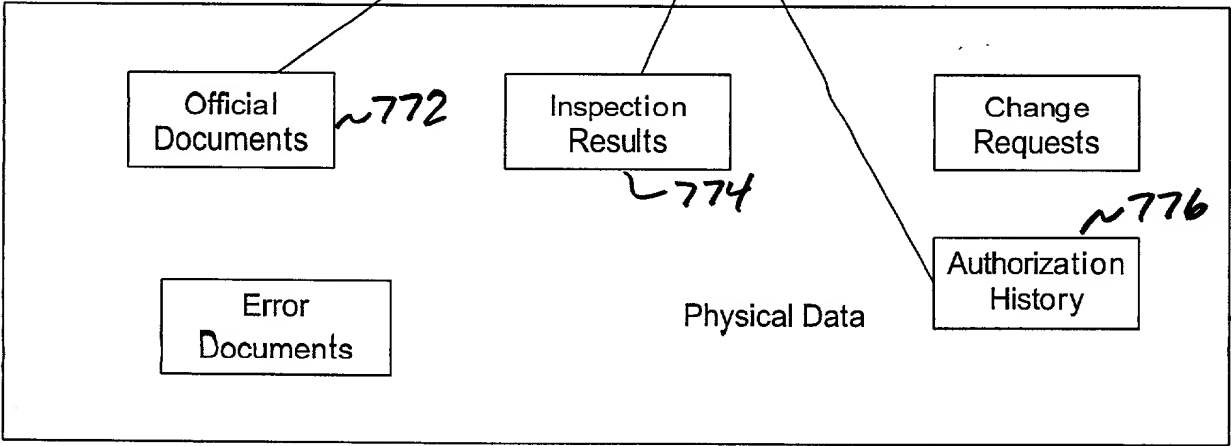 Official
Documents
~772
Inspection
Results
~774
Change
Requests
~776
Authorization
History
Error
Documents
Physical Data